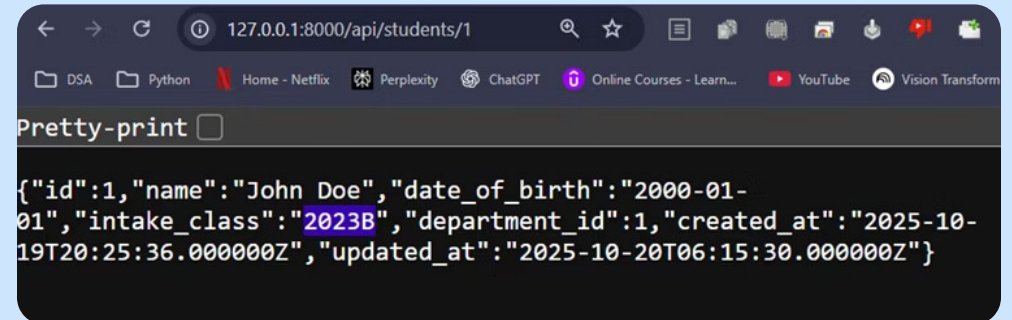 127.0.0.1:8000/api/students/1
DSA Python Home - Netflix Perplexity ChatGPT Online Courses - Learn... YouTube Vision Transform
Pretty-print
{"id":1,"name":"John Doe","date_of_birth":"2000-01-
01","intake_class":"2023B","department_id":1,"created_at":"2025-10-
19T20:25:36.000000Z","updated_at":"2025-10-20T06:15:30.000000Z"}